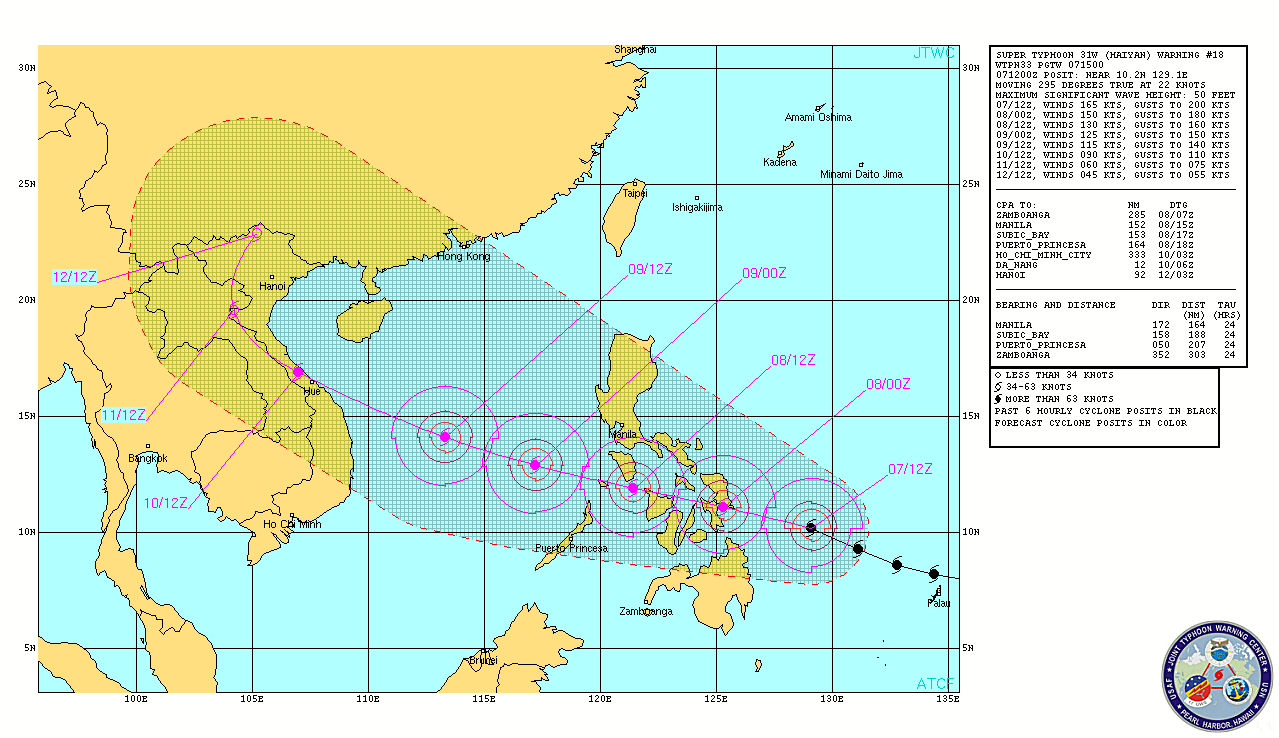 JTWC
SUPER TYPHOON 31W (HAIYAN) WARNING #18
WTPN33 PGTW 071500
071200Z POSIT: NEAR 10.2N 129.1E
MOVING 295 DEGREES TRUE AT 22 KNOTS
MAXIMUM SIGNIFICANT WAVE HEIGHT: 50 FEET
07/12Z, WINDS 165 KTS, GUSTS TO 200 KTS
08/00Z, WINDS 150 KTS, GUSTS TO 180 KTS
08/12Z, WINDS 130 KTS, GUSTS TO 160 KTS
09/00Z, WINDS 125 KTS, GUSTS TO 150 KTS
09/12Z, WINDS 115 KTS, GUSTS TO 140 KTS
10/12Z, WINDS 090 KTS, GUSTS TO 110 KTS
11/12Z, WINDS 060 KTS, GUSTS TO 075 KTS
12/12Z, WINDS 045 KTS, GUSTS TO 055 KTS
CPA TO: NM DTG
ZAMBOANGA 285 08/07Z
MANILA 152 08/15Z
SUBIC_BAY 153 08/17Z
PUERTO_PRINCESA 164 08/18Z
HO_CHI_MINH_CITY 333 10/03Z
DA_NANG 12 10/06Z
HANOI 92 12/03Z
BEARING AND DISTANCE DIR DIST TAU
(NM) (HRS)
MANILA 172 164 24
SUBIC_BAY 158 188 24
PUERTO_PRINCESA 050 207 24
ZAMBOANGA 352 303 24
LESS THAN 34 KNOTS
34-63 KNOTS
MORE THAN 63 KNOTS
PAST 6 HOURLY CYCLONE POSITS IN BLACK
FORECAST CYCLONE POSITS IN COLOR
Shanghai
30N 30N
Amami Oshima
Kadena
Minami Daito Jima
25N 25N
Taipei
Ishigakijima
Hong Kong
12/12Z
09/12Z
09/00Z
Hanoi
20N 20N
08/12Z
08/00Z
Hue
11/12Z
15N 15N
Manila
Bangkok
07/12Z
10/12Z
Ho Chi Minh
10N 10N
Puerto Princesa
Palau
Zamboanga
5N 5N
Brunei
ATCF
100E 105E 110E 115E 120E 125E 130E 135E
JOINT TYPHOON WARNING CENTER
USAF
USN
PEARL HARBOR, HAWAII